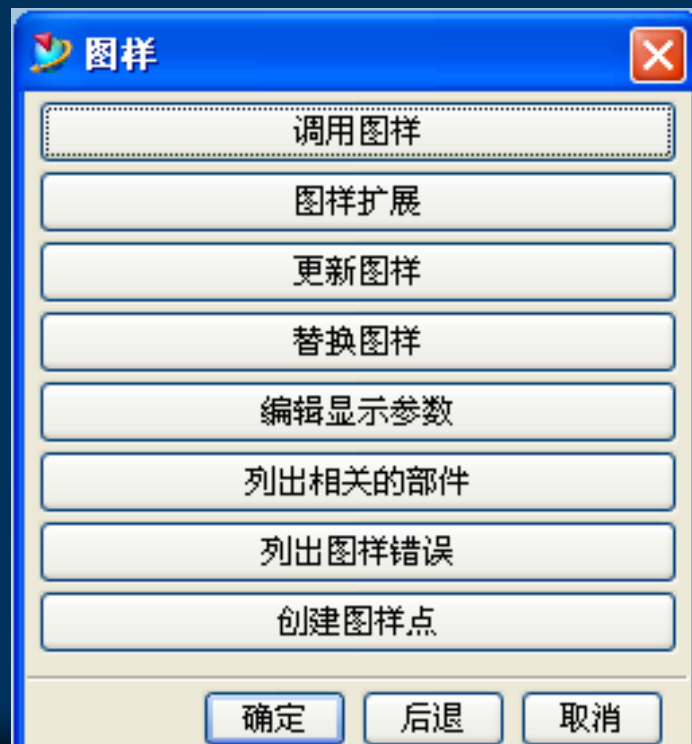 图样
调用图样
图样扩展
更新图样
替换图样
编辑显示参数
列出相关的部件
列出图样错误
创建图样点
确定 后退 取消